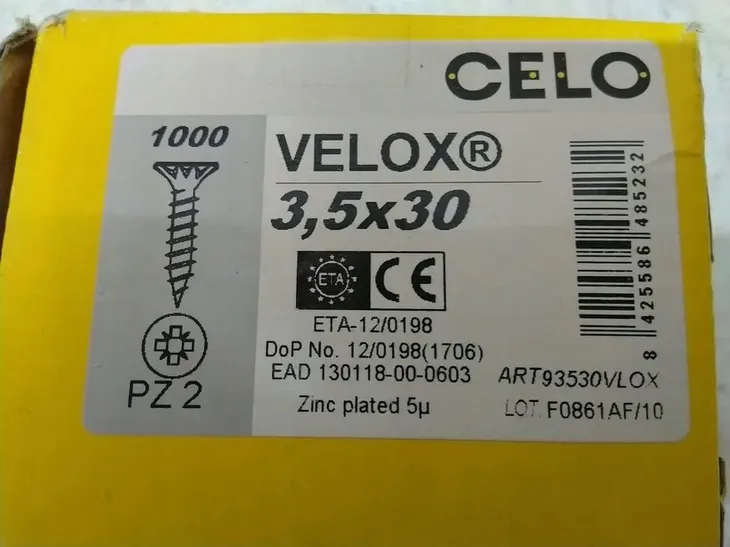 CELO
1000
VELOX®
3,5x30
ETA CE
ETA-12/0198
DoP No. 12/0198(1706)
EAD 130118-00-0603
PZ 2
Zinc plated 5µ
8 425586 485232
ART93530VLOX
LOT. F0861AF/10